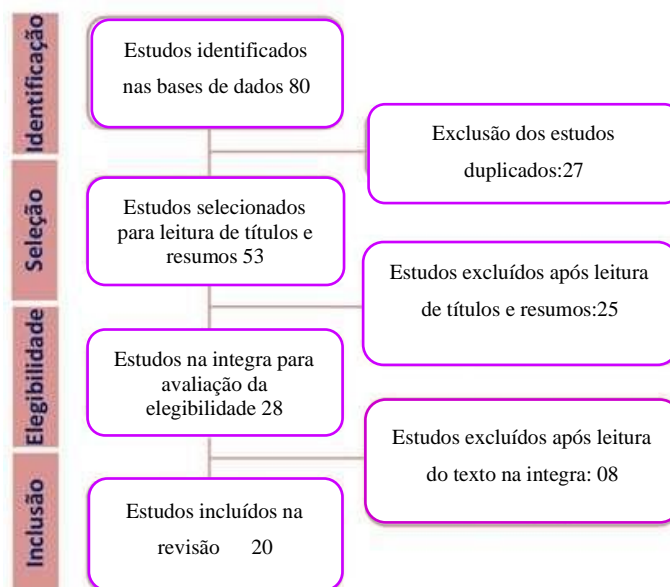 Identificação
Estudos identificados
nas bases de dados 80
Exclusão dos estudos
duplicados:27
Seleção
Estudos selecionados
para leitura de títulos e
resumos 53
Estudos excluídos após leitura
de títulos e resumos:25
Elegibilidade
Estudos na integra para
avaliação da
elegibilidade 28
Estudos excluídos após leitura
do texto na integra: 08
Inclusão
Estudos incluídos na
revisão 20